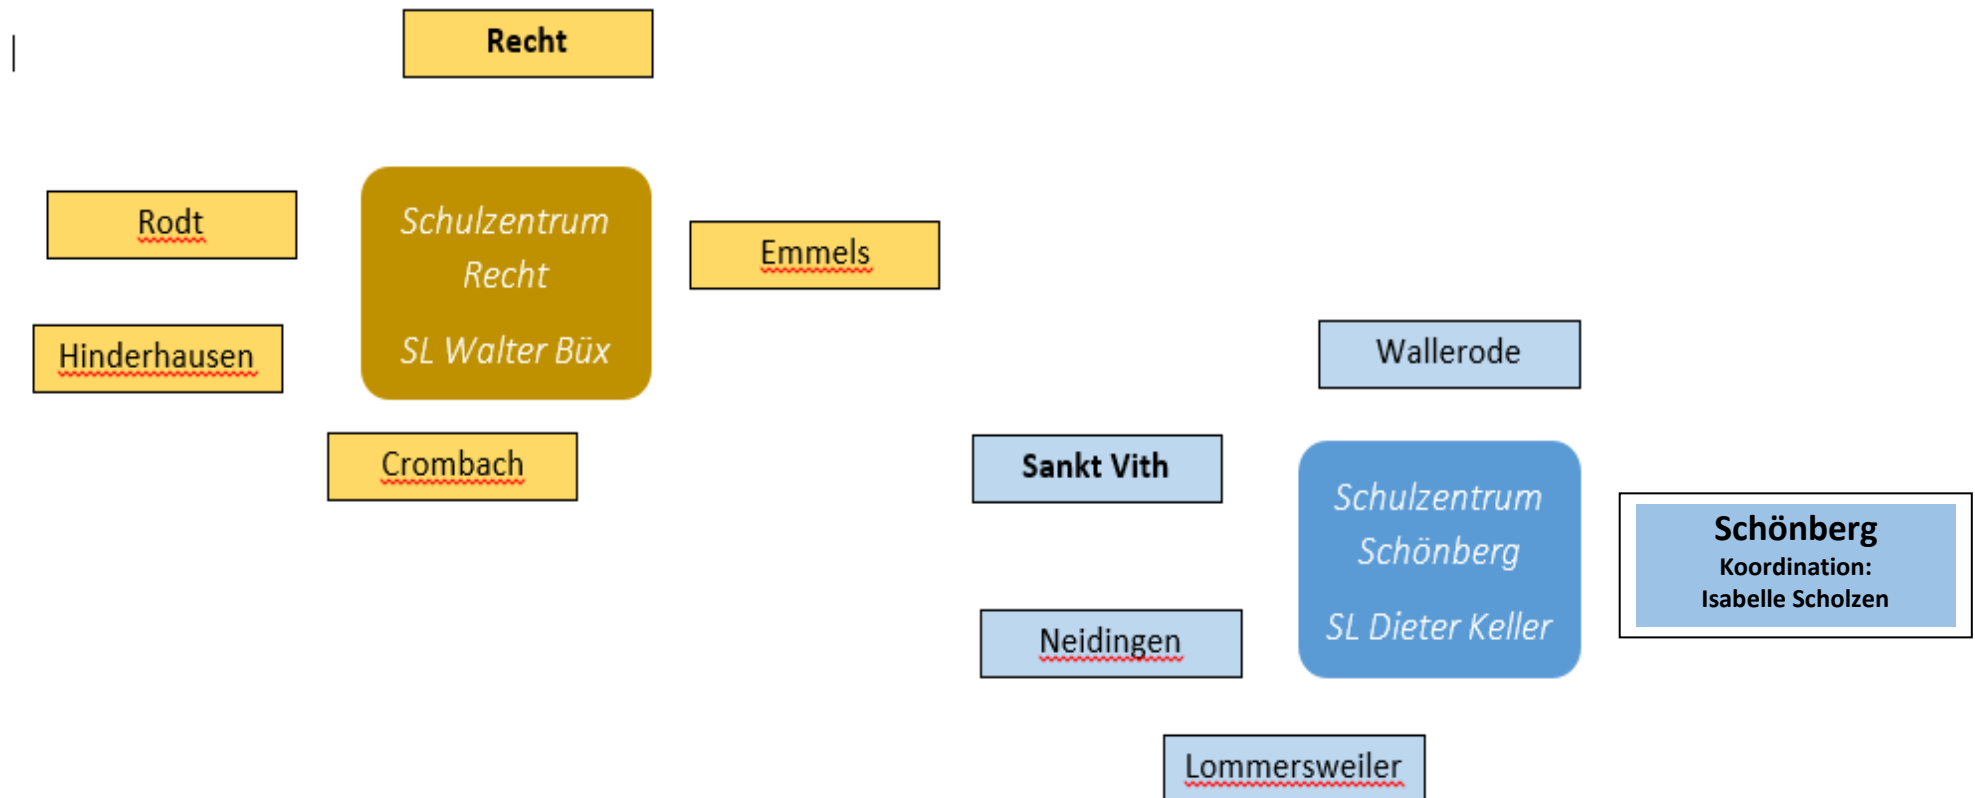 Recht
Rodt
Schulzentrum
Recht
SL Walter Büx
Emmels
Hinderhausen
Crombach
Wallerode
Sankt Vith
Schulzentrum
Schönberg
SL Dieter Keller
Schönberg
Koordination:
Isabelle Scholzen
Neidingen
Lommersweiler